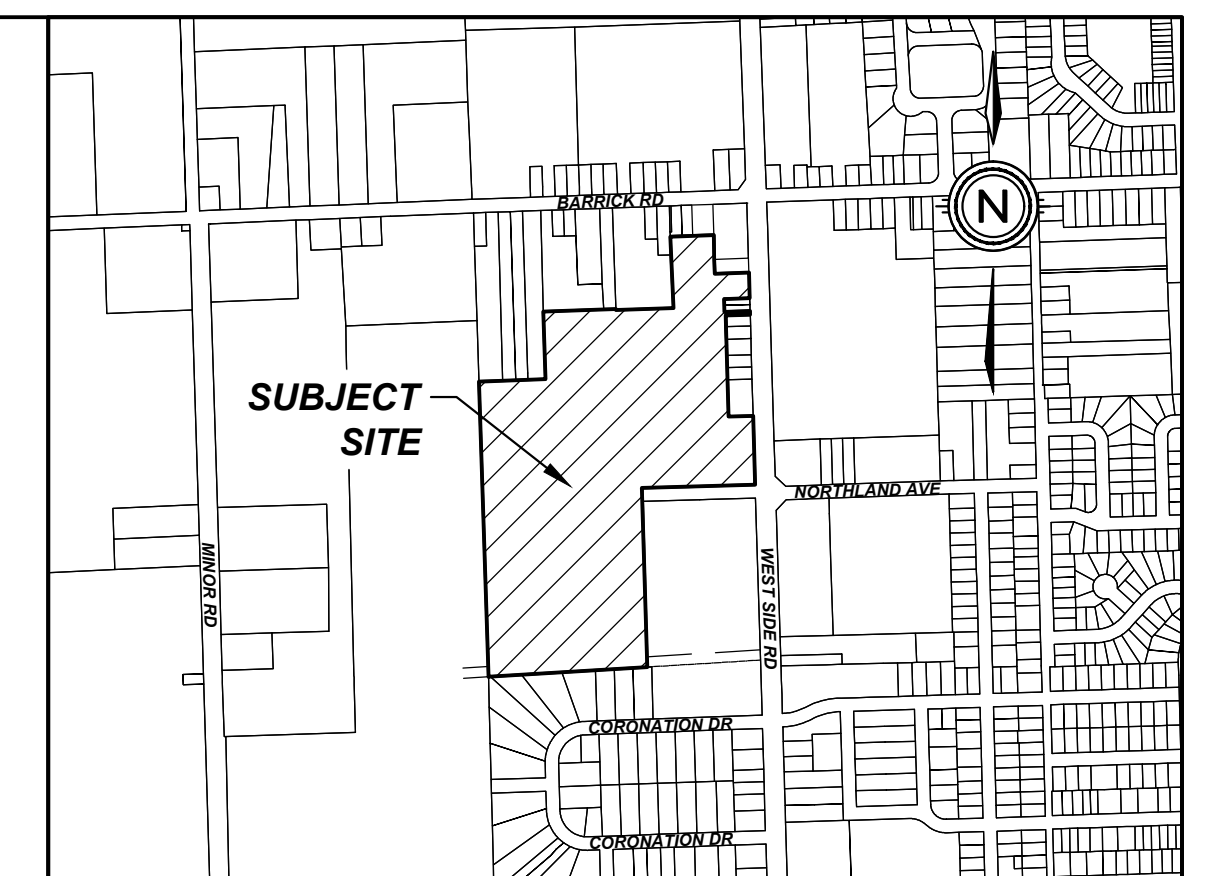 BARRICK RD
N
SUBJECT
SITE
NORTHLAND AVE
MINOR RD
WEST SIDE RD
CORONATION DR
CORONATION DR